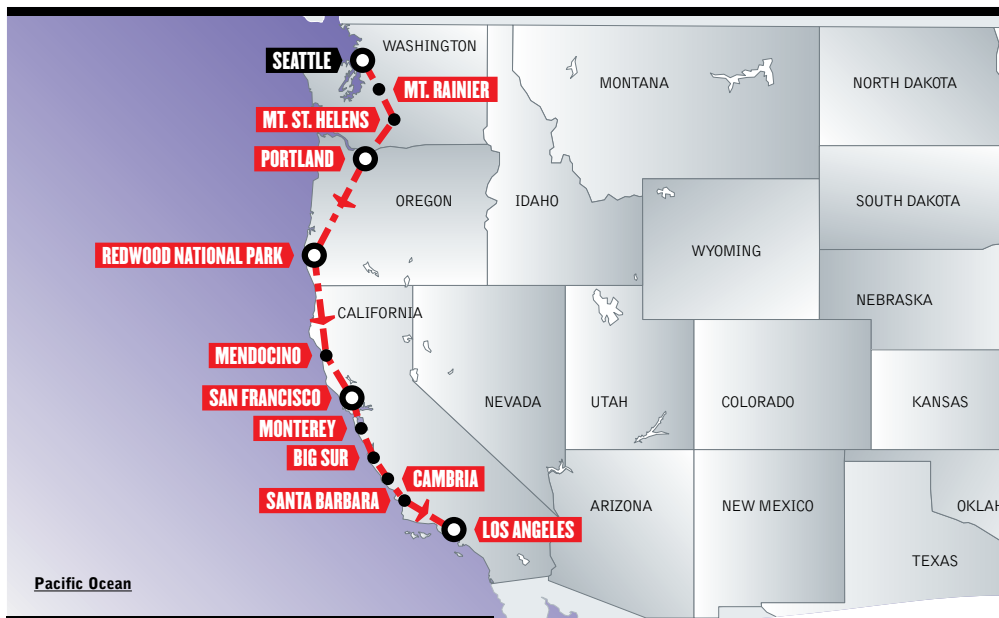 WASHINGTON
SEATTLE
MT. RAINIER
MONTANA
NORTH DAKOTA
MT. ST. HELENS
PORTLAND
OREGON
IDAHO
SOUTH DAKOTA
REDWOOD NATIONAL PARK
WYOMING
NEBRASKA
CALIFORNIA
MENDOCINO
SAN FRANCISCO
NEVADA
UTAH
COLORADO
KANSAS
MONTEREY
BIG SUR
CAMBRIA
SANTA BARBARA
ARIZONA
NEW MEXICO
OKLAH
LOS ANGELES
TEXAS
Pacific Ocean